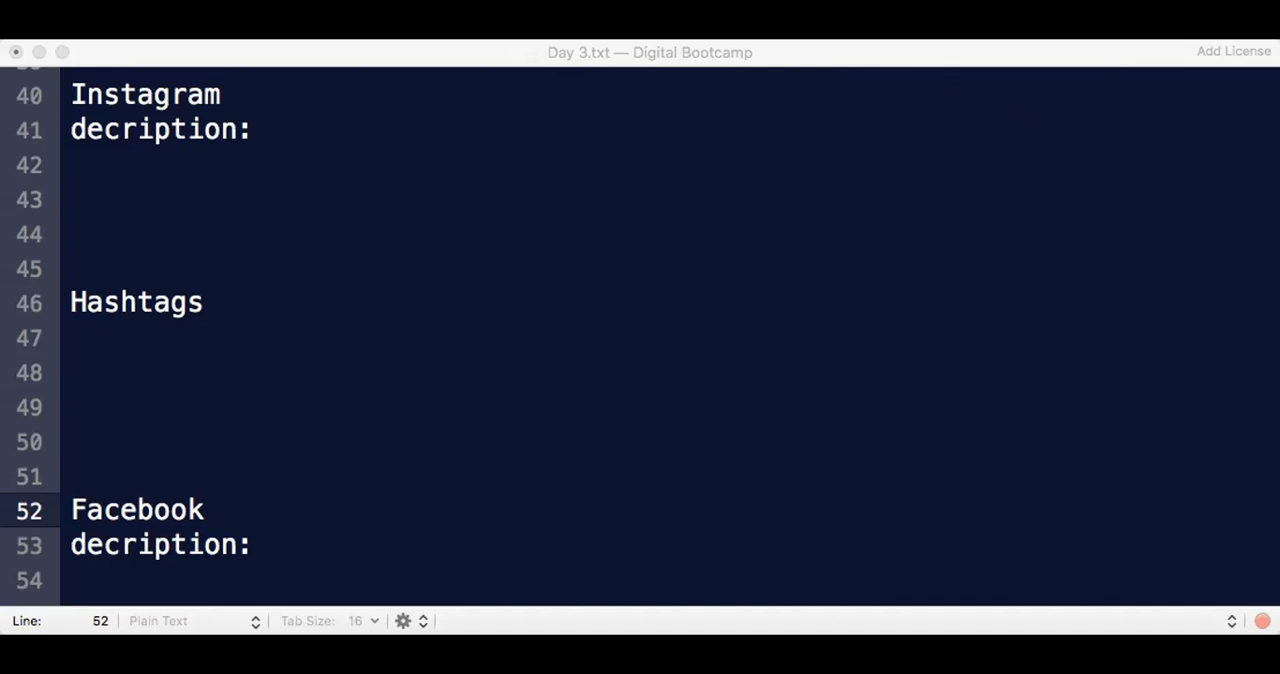 Day 3.txt — Digital Bootcamp
Add License
40 Instagram
41 decription:
42
43
44
45
46 Hashtags
47
48
49
50
51
52 Facebook
53 decription:
54
Line: 52 Plain Text Tab Size: 16